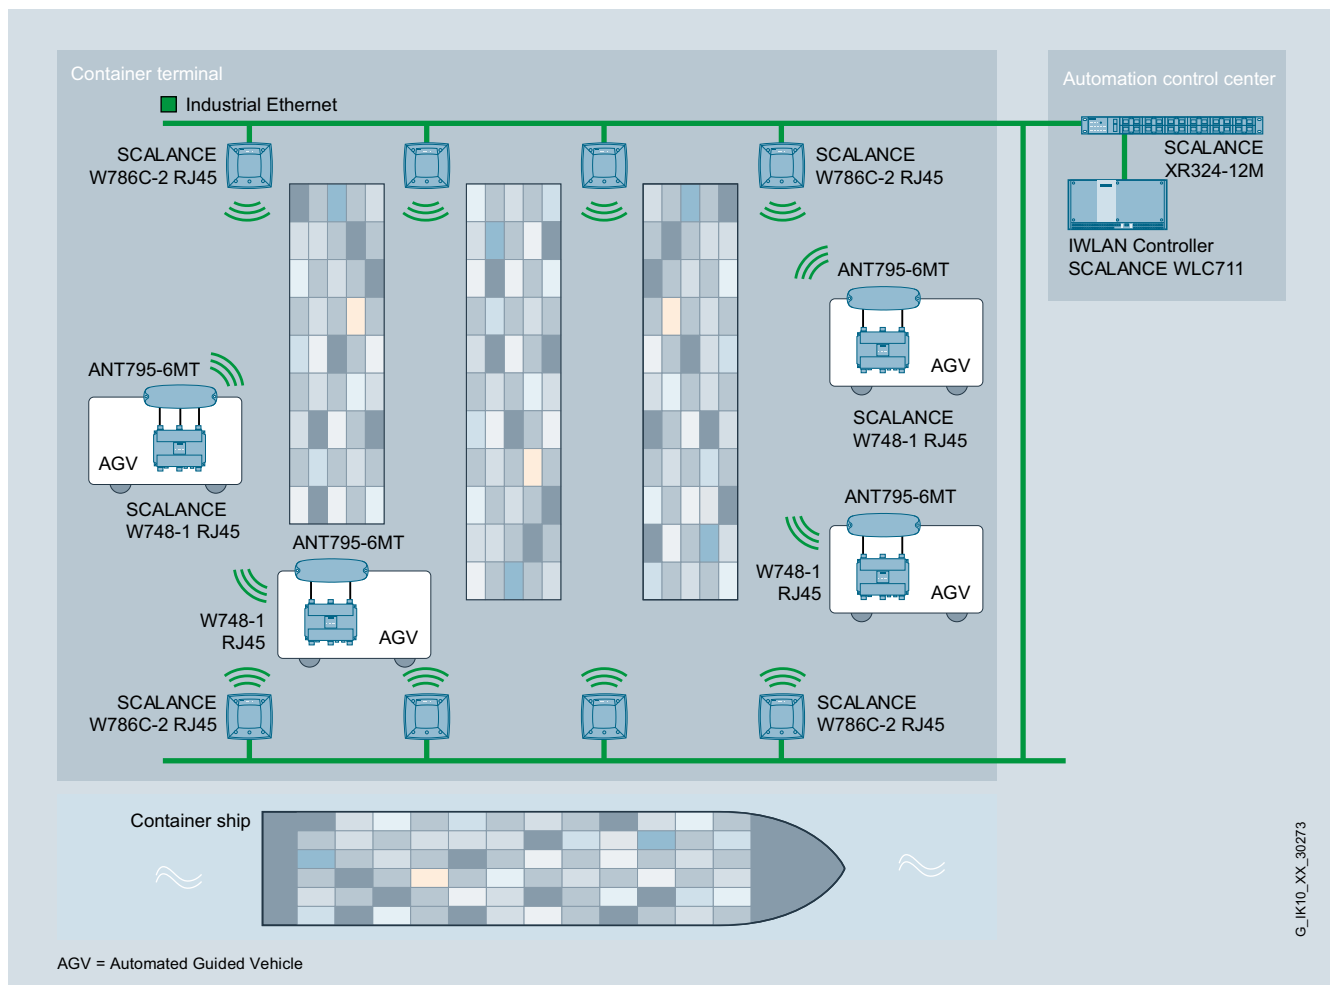 Container terminal
Automation control center
Industrial Ethernet
SCALANCE
W786C-2 RJ45
SCALANCE
W786C-2 RJ45
SCALANCE
XR324-12M
IWLAN Controller
SCALANCE WLC711
ANT795-6MT
AGV
SCALANCE
W748-1 RJ45
ANT795-6MT
AGV
SCALANCE
W748-1 RJ45
ANT795-6MT
W748-1
RJ45
AGV
ANT795-6MT
W748-1
RJ45
AGV
SCALANCE
W786C-2 RJ45
SCALANCE
W786C-2 RJ45
Container ship
G_IK10_XX_30273
AGV = Automated Guided Vehicle